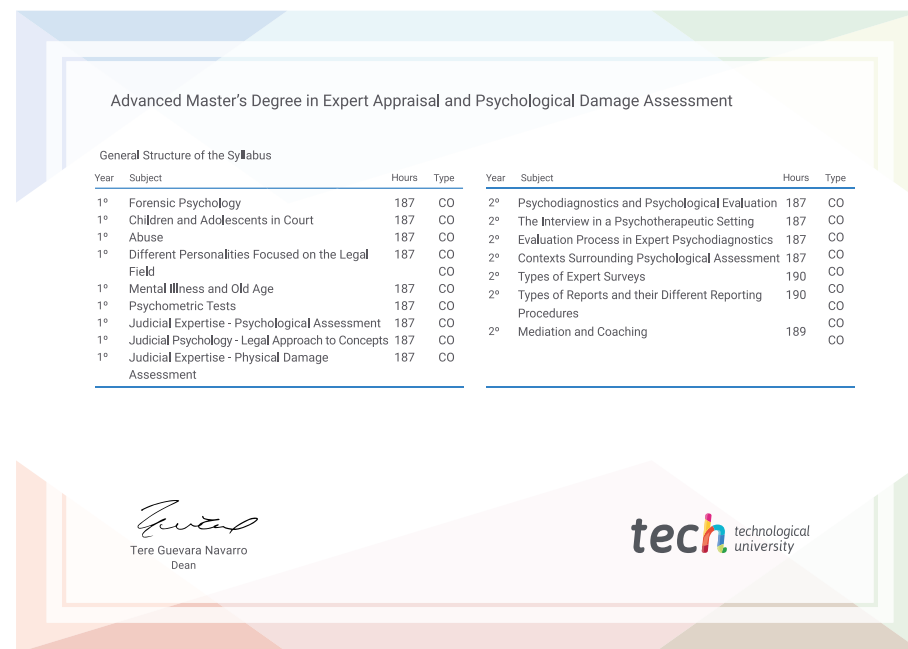 Advanced Master's Degree in Expert Appraisal and Psychological Damage Assessment
General Structure of the Syllabus
Year Subject Hours Type
1º Forensic Psychology 187 CO
1º Children and Adolescents in Court 187 CO
1º Abuse 187 CO
1º Different Personalities Focused on the Legal 187 CO
Field CO
1º Mental Illness and Old Age 187 CO
1º Psychometric Tests 187 CO
1º Judicial Expertise - Psychological Assessment 187 CO
1º Judicial Psychology - Legal Approach to Concepts 187 CO
1º Judicial Expertise - Physical Damage 187 CO
Assessment
Year Subject Hours Type
2º Psychodiagnostics and Psychological Evaluation 187 CO
2º The Interview in a Psychotherapeutic Setting 187 CO
2º Evaluation Process in Expert Psychodiagnostics 187 CO
2º Contexts Surrounding Psychological Assessment 187 CO
2º Types of Expert Surveys 190 CO
2º Types of Reports and their Different Reporting 190 CO
Procedures CO
2º Mediation and Coaching 189 CO
CO
Tere Guevara Navarro
Dean
tech technological
university